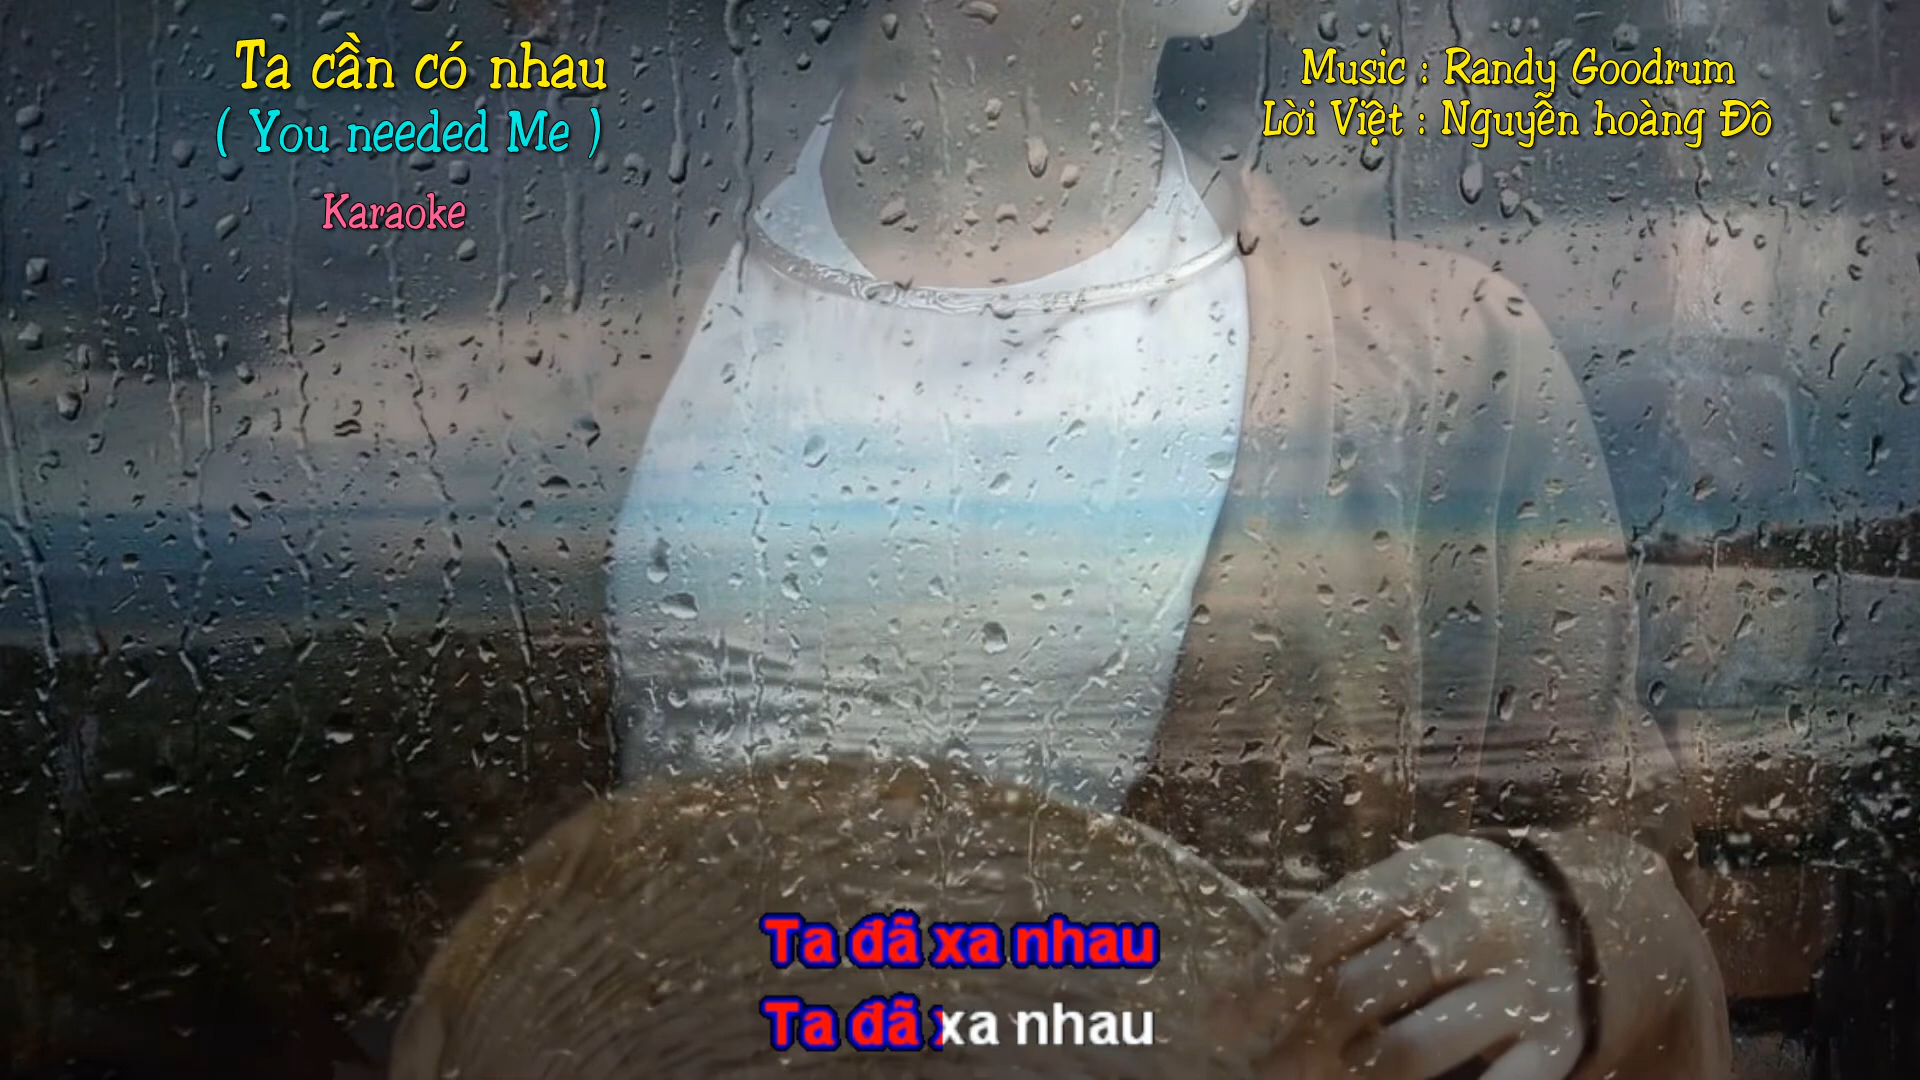 Ta cần có nhau
( You needed Me )
Karaoke
Music : Randy Goodrum
Lời Việt : Nguyễn hoàng Đô
Ta đã xa nhau
Ta đã xa nhau